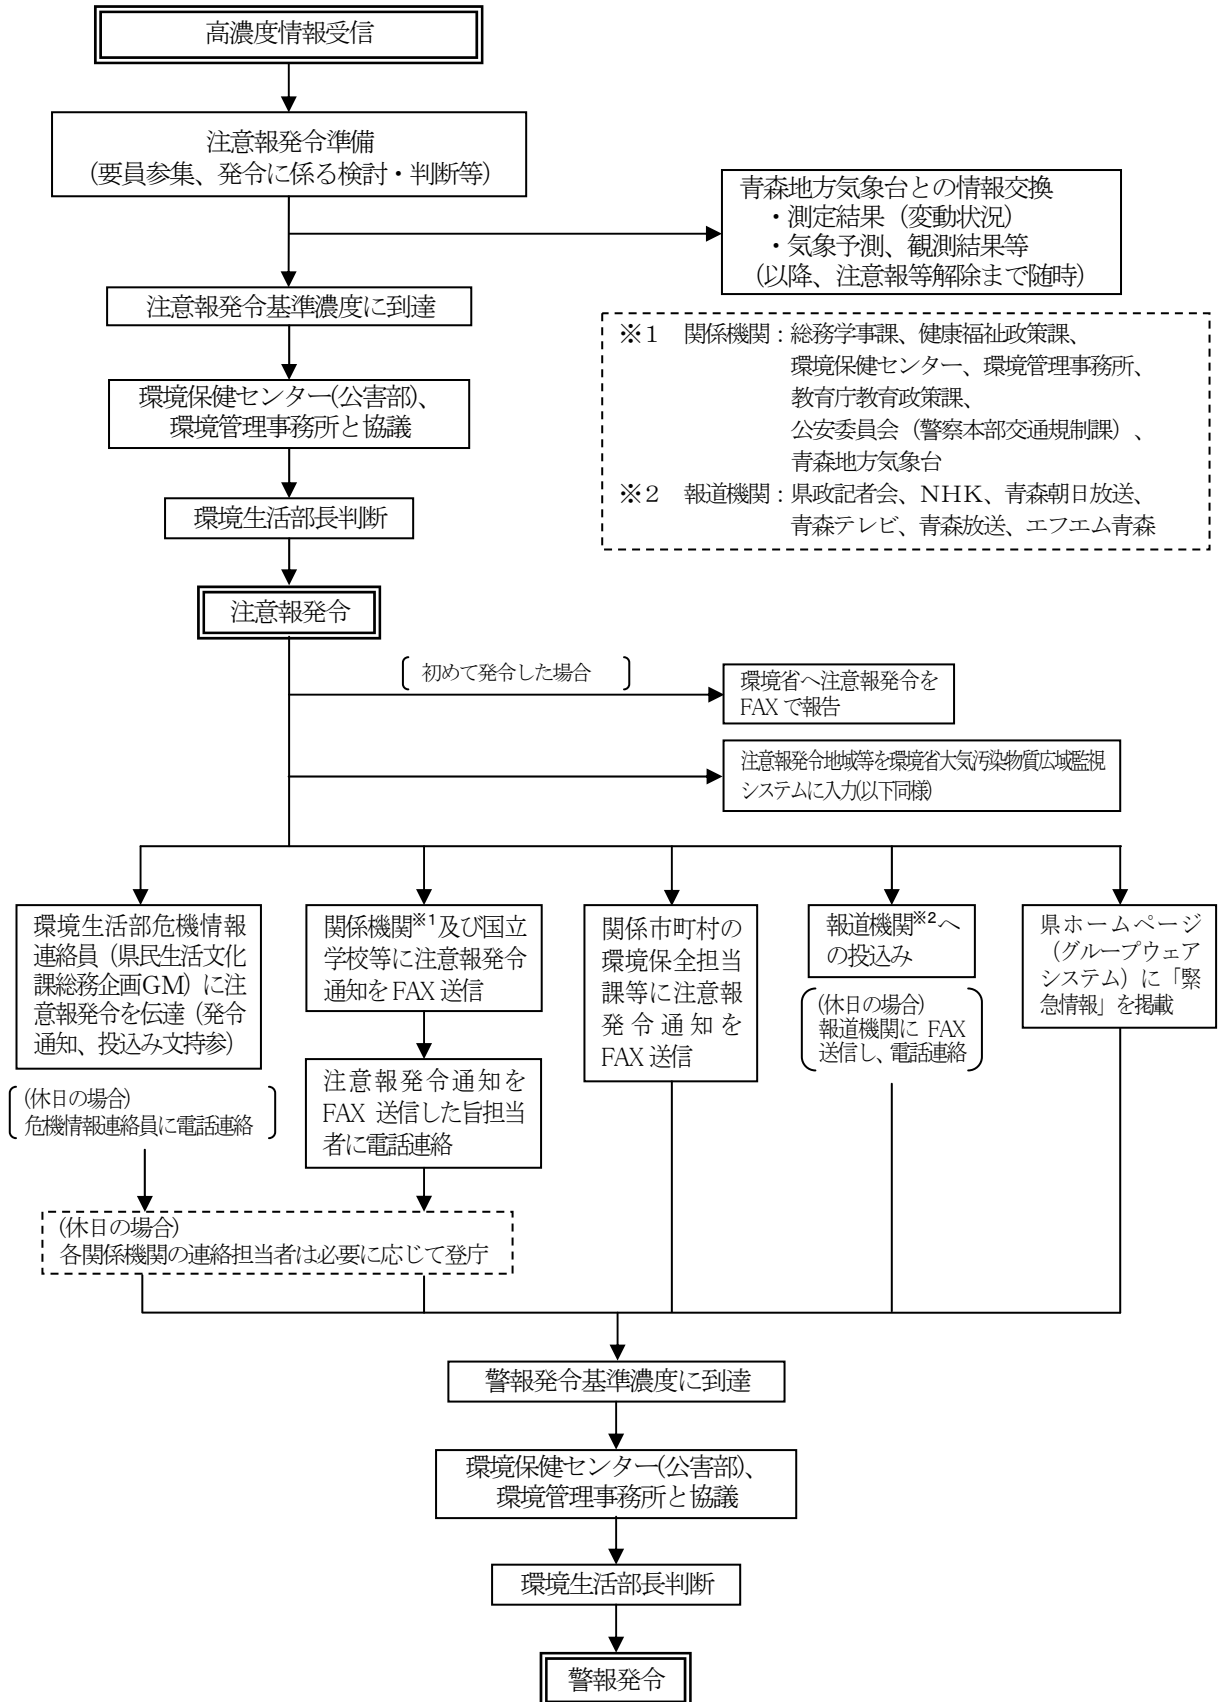 高濃度情報受信
注意報発令準備
（要員参集、発令に係る検討・判断等）
青森地方気象台との情報交換
・測定結果（変動状況）
・気象予測、観測結果等
（以降、注意報等解除まで随時）
注意報発令基準濃度に到達
※１　関係機関：総務学事課、健康福祉政策課、
環境保健センター、環境管理事務所、
教育庁教育政策課、
公安委員会（警察本部交通規制課）、
青森地方気象台
※２　報道機関：県政記者会、ＮＨＫ、青森朝日放送、
青森テレビ、青森放送、エフエム青森
環境保健センター(公害部)、
環境管理事務所と協議
環境生活部長判断
注意報発令
初めて発令した場合
環境省へ注意報発令を
FAXで報告
注意報発令地域等を環境省大気汚染物質広域監視
システムに入力(以下同様)
環境生活部危機情報
連絡員（県民生活文化
課総務企画GM）に注
意報発令を伝達（発令
通知、投込み文持参）
(休日の場合)
危機情報連絡員に電話連絡
関係機関※1及び国立
学校等に注意報発令
通知をFAX送信
注意報発令通知を
FAX 送信した旨担当
者に電話連絡
関係市町村の
環境保全担当
課等に注意報
発令通知を
FAX送信
報道機関※2へ
の投込み
(休日の場合)
報道機関に FAX
送信し、電話連絡
県ホームページ
（グループウェア
システム）に「緊
急情報」を掲載
(休日の場合)
各関係機関の連絡担当者は必要に応じて登庁
警報発令基準濃度に到達
環境保健センター(公害部)、
環境管理事務所と協議
環境生活部長判断
警報発令